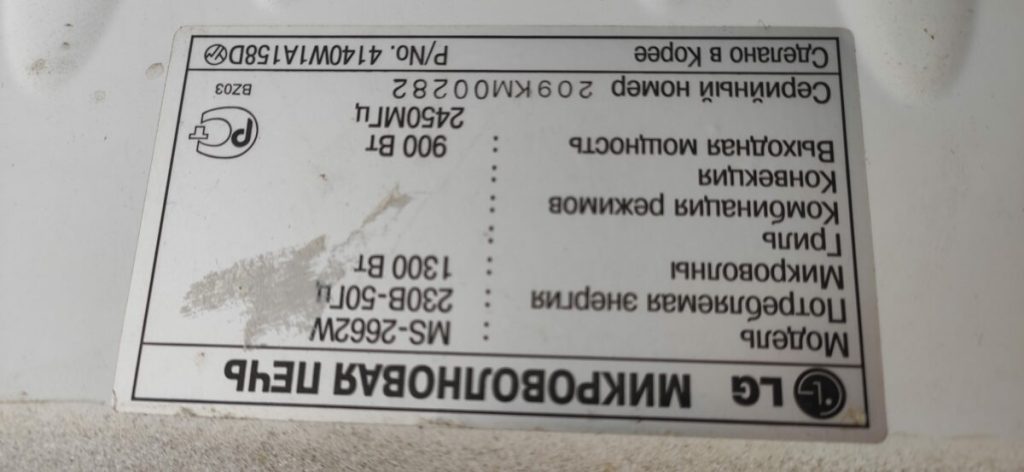 LG МИКРОВОЛНОВАЯ ПЕЧЬ
Модель : MS-2662W
Потребляемая энергия : 230В-50Гц
Микроволны : 1300 Вт
Гриль :
Комбинация режимов :
Конвекция :
Выходная мощность : 900 Вт
2450МГц
РСТ
Серийный номер 209KM00282
BZ03
Сделано в Корее P/No. 4140W1A158D